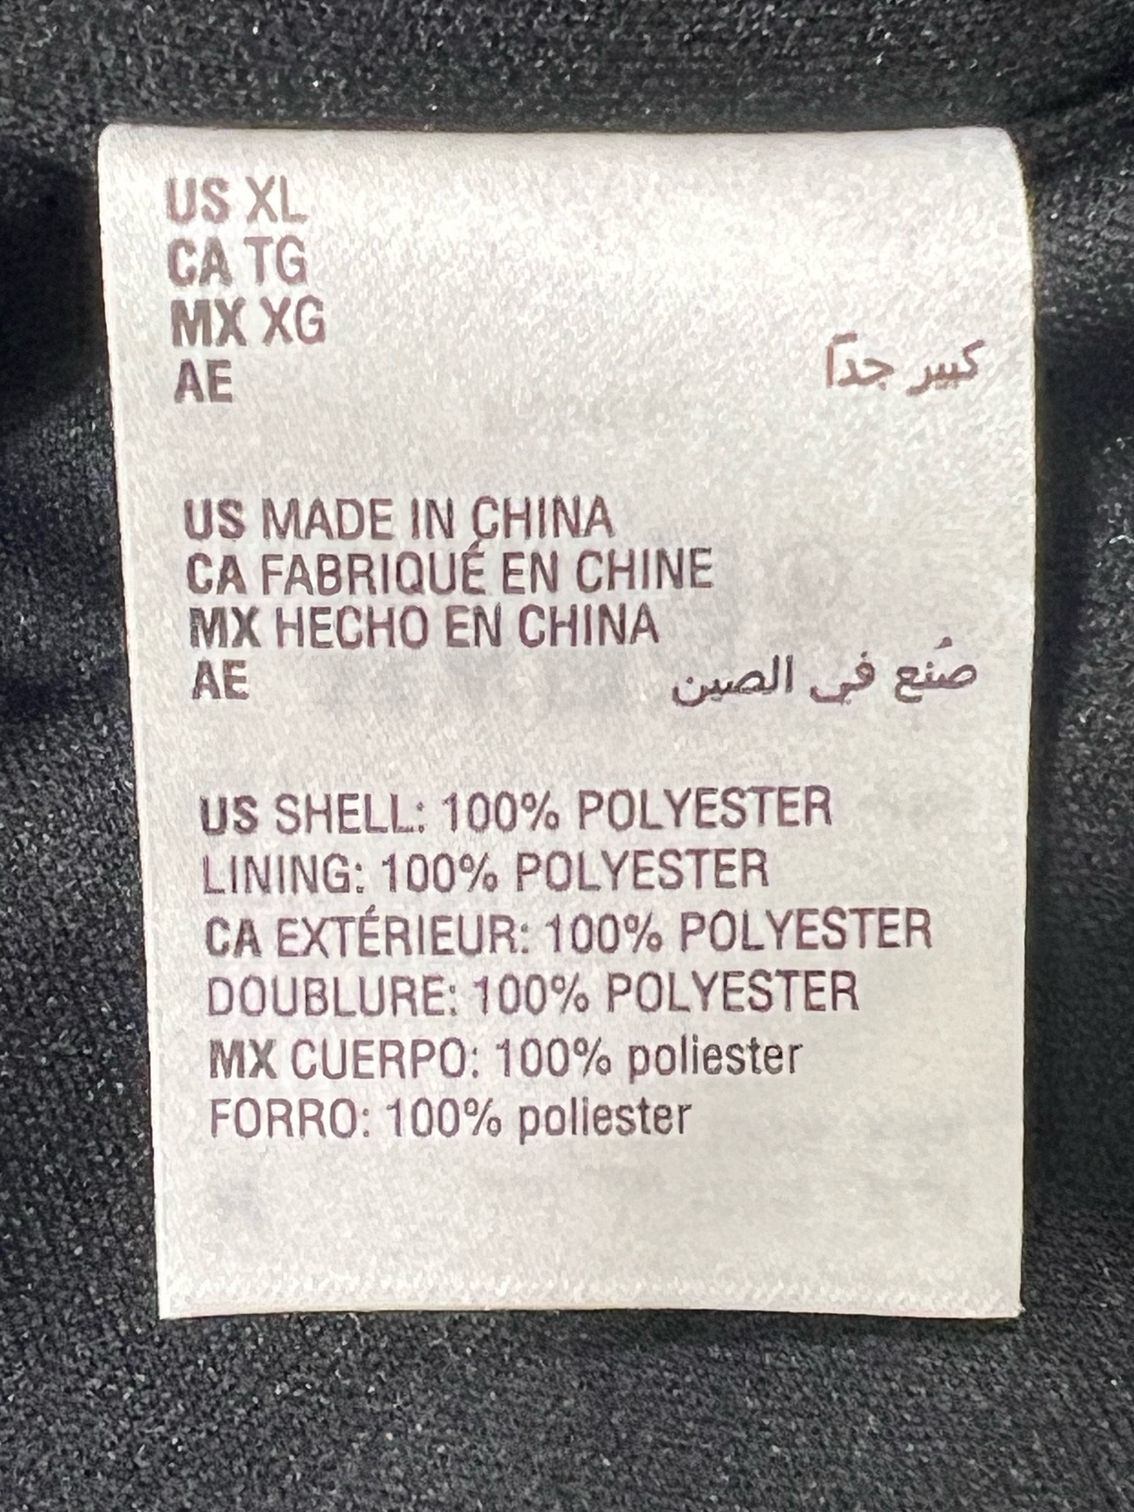 US XL
CA TG
MX XG
AE كبير جداً
US MADE IN CHINA
CA FABRIQUÉ EN CHINE
MX HECHO EN CHINA
AE صُنع في الصين
US SHELL: 100% POLYESTER
LINING: 100% POLYESTER
CA EXTÉRIEUR: 100% POLYESTER
DOUBLURE: 100% POLYESTER
MX CUERPO: 100% poliester
FORRO: 100% poliester